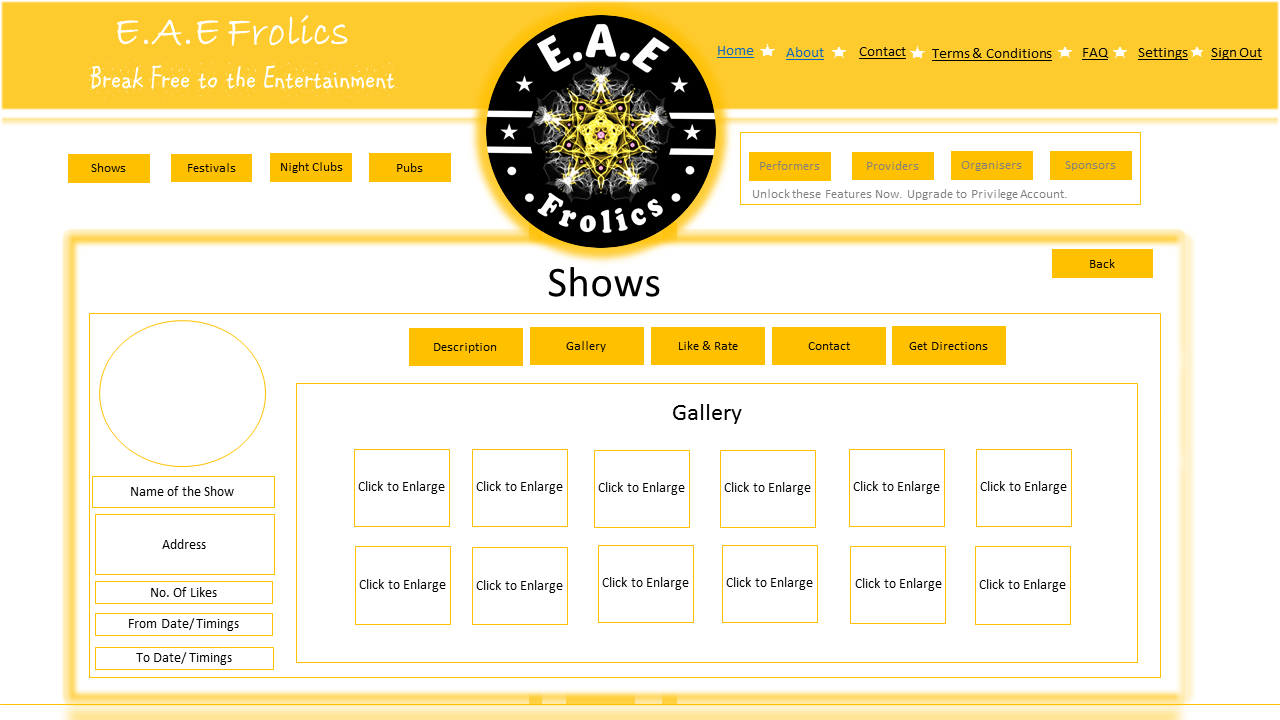 E.A.E Frolics
Break Free to the Entertainment
E.A.E
Frolics
Home About Contact Terms & Conditions FAQ Settings Sign Out
Shows Festivals Night Clubs Pubs
Performers Providers Organisers Sponsors
Unlock these Features Now. Upgrade to Privilege Account.
Back
Shows
Description Gallery Like & Rate Contact Get Directions
Gallery
Click to Enlarge Click to Enlarge Click to Enlarge Click to Enlarge Click to Enlarge Click to Enlarge
Click to Enlarge Click to Enlarge Click to Enlarge Click to Enlarge Click to Enlarge Click to Enlarge
Name of the Show
Address
No. Of Likes
From Date/Timings
To Date/ Timings